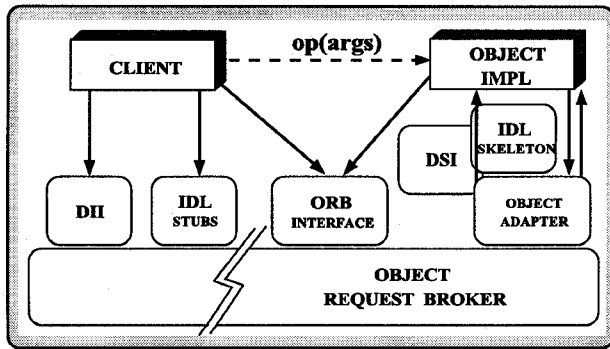 op(args)
CLIENT
OBJECT
IMPL
IDL
SKELETON
DSI
DII
IDL
STUBS
ORB
INTERFACE
OBJECT
ADAPTER
OBJECT
REQUEST BROKER